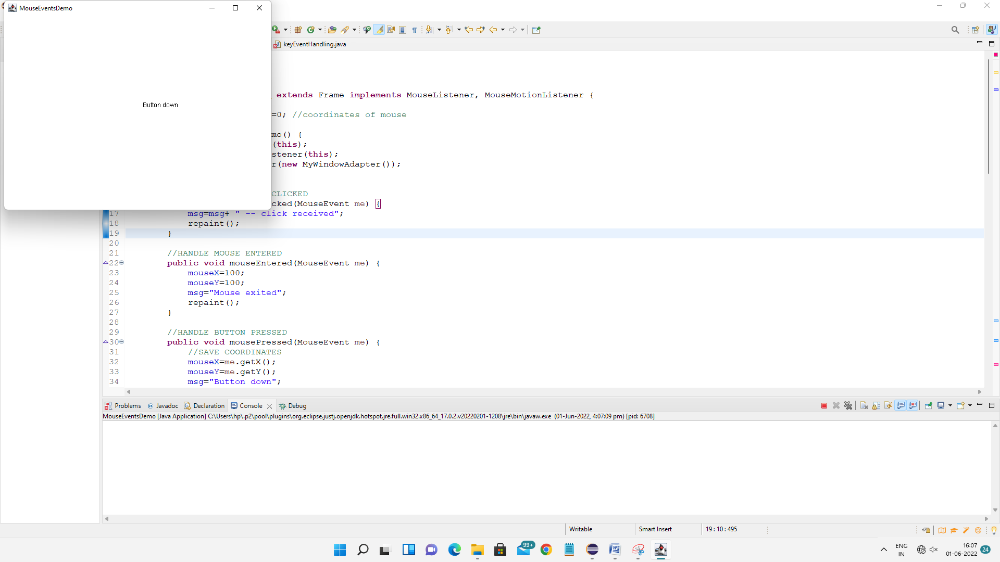 MouseEventsDemo
Button down
keyEventHandling.java
extends Frame implements MouseListener, MouseMotionListener {
=0; //coordinates of mouse
mo() {
(this);
stener(this);
r(new MyWindowAdapter());
CLICKED
cked(MouseEvent me) {
17 msg=msg+ " -- click received";
18 repaint();
19 }
20
21 //HANDLE MOUSE ENTERED
22 public void mouseEntered(MouseEvent me) {
23 mouseX=100;
24 mouseY=100;
25 msg="Mouse exited";
26 repaint();
27 }
28
29 //HANDLE BUTTON PRESSED
30 public void mousePressed(MouseEvent me) {
31 //SAVE COORDINATES
32 mouseX=me.getX();
33 mouseY=me.getY();
34 msg="Button down";
Problems @ Javadoc Declaration Console Debug
MouseEventsDemo [Java Application] C:\Users\hp\.p2\pool\plugins\org.eclipse.justj.openjdk.hotspot.jre.full.win32.x86_64_17.0.2.v20220201-1208\jre\bin\javaw.exe (01-Jun-2022, 4:07:09 pm) [pid: 6708]
Writable Smart Insert 19 : 10 : 495
99+
ENG
IN
16:07
01-06-2022
24